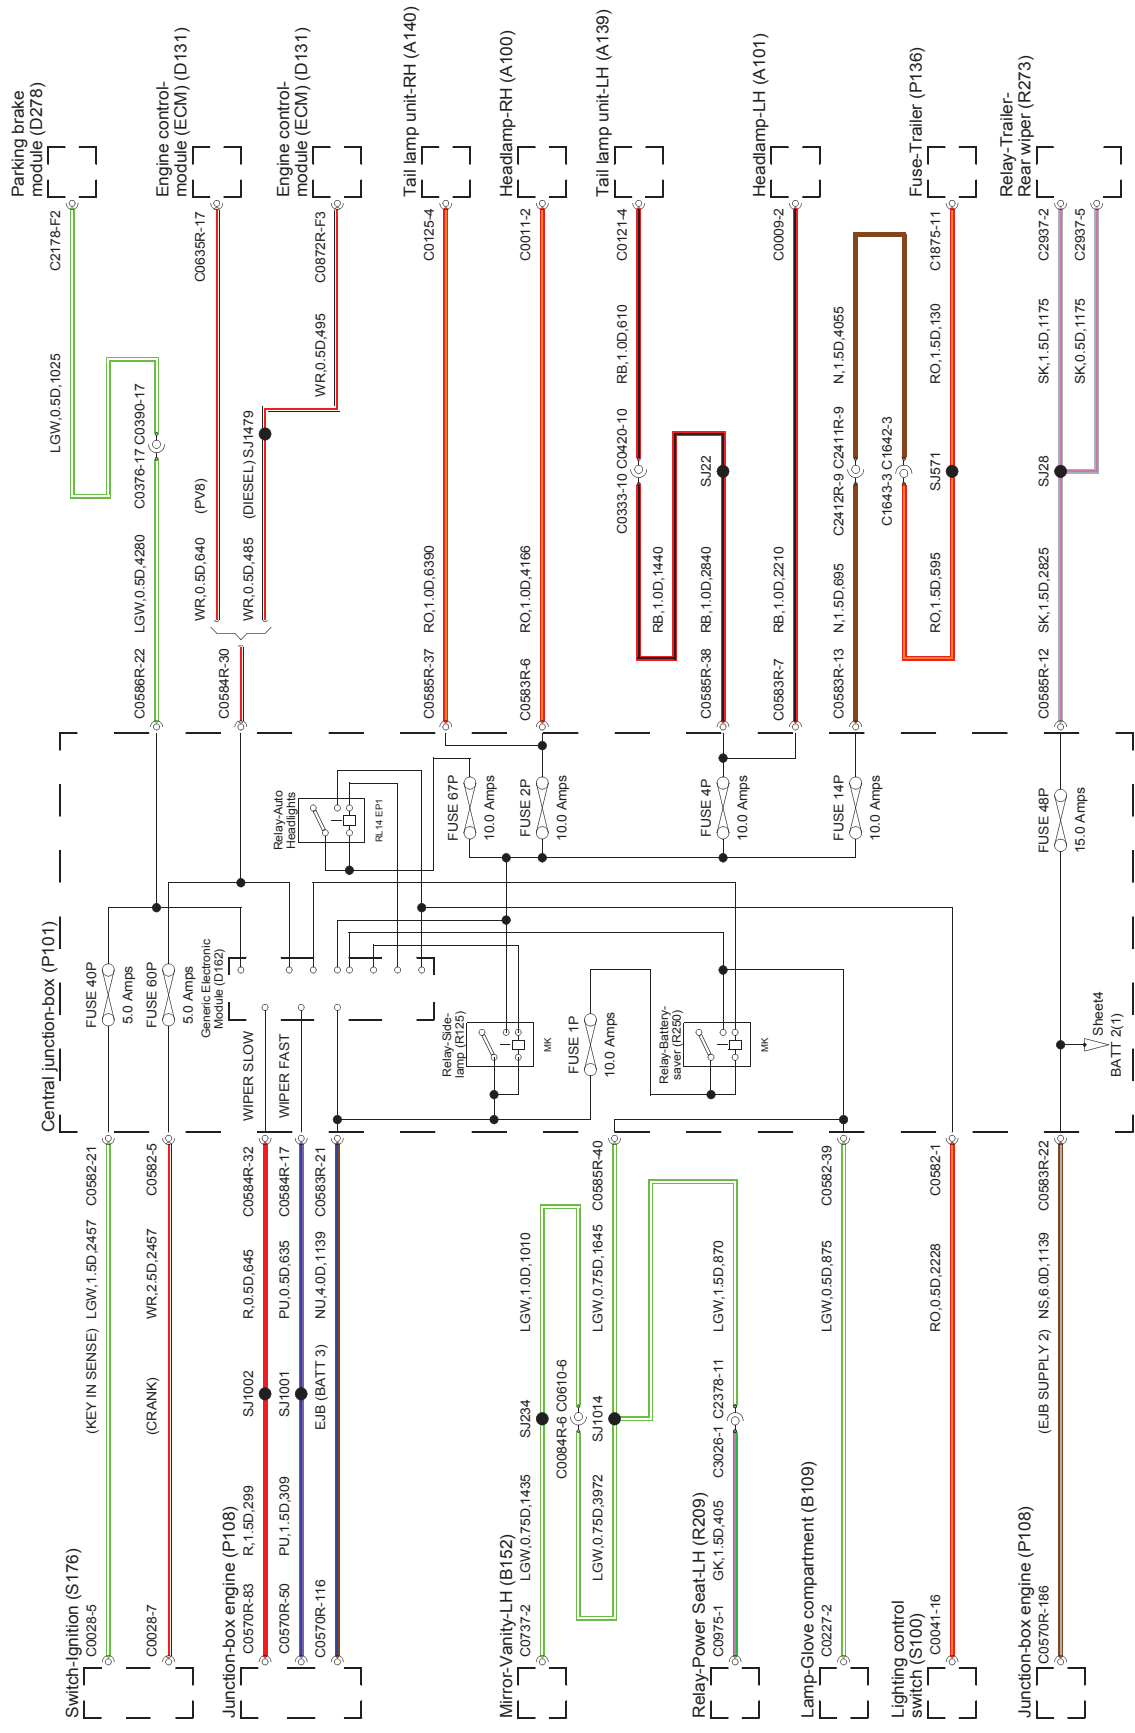 Parking brake
module (D278)
C2178-F2
LGW,0.5D,1025
C0376-17 C0390-17
LGW,0.5D,4280
C0586R-22
Engine control-
module (ECM) (D131)
C0635R-17
(PV8)
WR,0.5D,640
Engine control-
module (ECM) (D131)
C0872R-F3
WR,0.5D,495
(DIESEL) SJ1479
WR,0.5D,485
C0584R-30
Tail lamp unit-RH (A140)
C0125-4
RO,1.0D,6390
C0585R-37
Headlamp-RH (A100)
C0011-2
RO,1.0D,4166
C0583R-6
Tail lamp unit-LH (A139)
C0121-4
RB,1.0D,610
C0333-10 C0420-10
RB,1.0D,1440
SJ22
RB,1.0D,2840
C0585R-38
Headlamp-LH (A101)
C0009-2
RB,1.0D,2210
C0583R-7
N,1.5D,4055
C2412R-9 C2411R-9
N,1.5D,695
C0583R-13
Fuse-Trailer (P136)
C1875-11
RO,1.5D,130
C1643-3 C1642-3
SJ571
RO,1.5D,595
Relay-Trailer-
Rear wiper (R273)
C2937-2
C2937-5
SK,1.5D,1175
SK,0.5D,1175
SJ28
SK,1.5D,2825
C0585R-12
Central junction-box (P101)
FUSE 40P
5.0 Amps
FUSE 60P
5.0 Amps
Generic Electronic
Module (D162)
WIPER SLOW
WIPER FAST
Relay-Auto
Headlights
RL14 EP1
FUSE 67P
10.0 Amps
FUSE 2P
10.0 Amps
FUSE 4P
10.0 Amps
FUSE 14P
10.0 Amps
FUSE 48P
15.0 Amps
Relay-Side-
lamp (R125)
MK
FUSE 1P
10.0 Amps
Relay-Battery-
saver (R250)
MK
Sheet4
BATT 2(1)
Switch-Ignition (S176)
C0028-5
(KEY IN SENSE)
LGW,1.5D,2457
C0582-21
C0028-7
(CRANK)
WR,2.5D,2457
C0582-5
Junction-box engine (P108)
C0570R-83
R,1.5D,299
SJ1002
R,0.5D,645
C0584R-32
C0570R-50
PU,1.5D,309
SJ1001
PU,0.5D,635
C0584R-17
C0570R-116
EJB (BATT 3)
NU,4.0D,1139
C0583R-21
Mirror-Vanity-LH (B152)
C0737-2
LGW,0.75D,1435
SJ234
LGW,1.0D,1010
C0084R-6 C0610-6
LGW,0.75D,3972
SJ1014
LGW,0.75D,1645
C0585R-40
Relay-Power Seat-LH (R209)
C0975-1
GK,1.5D,405
C3026-1 C2378-11
LGW,1.5D,870
Lamp-Glove compartment (B109)
C0227-2
LGW,0.5D,875
C0582-39
Lighting control
switch (S100)
C0041-16
RO,0.5D,2228
C0582-1
Junction-box engine (P108)
C0570R-186
(EJB SUPPLY 2)
NS,6.0D,1139
C0583R-22